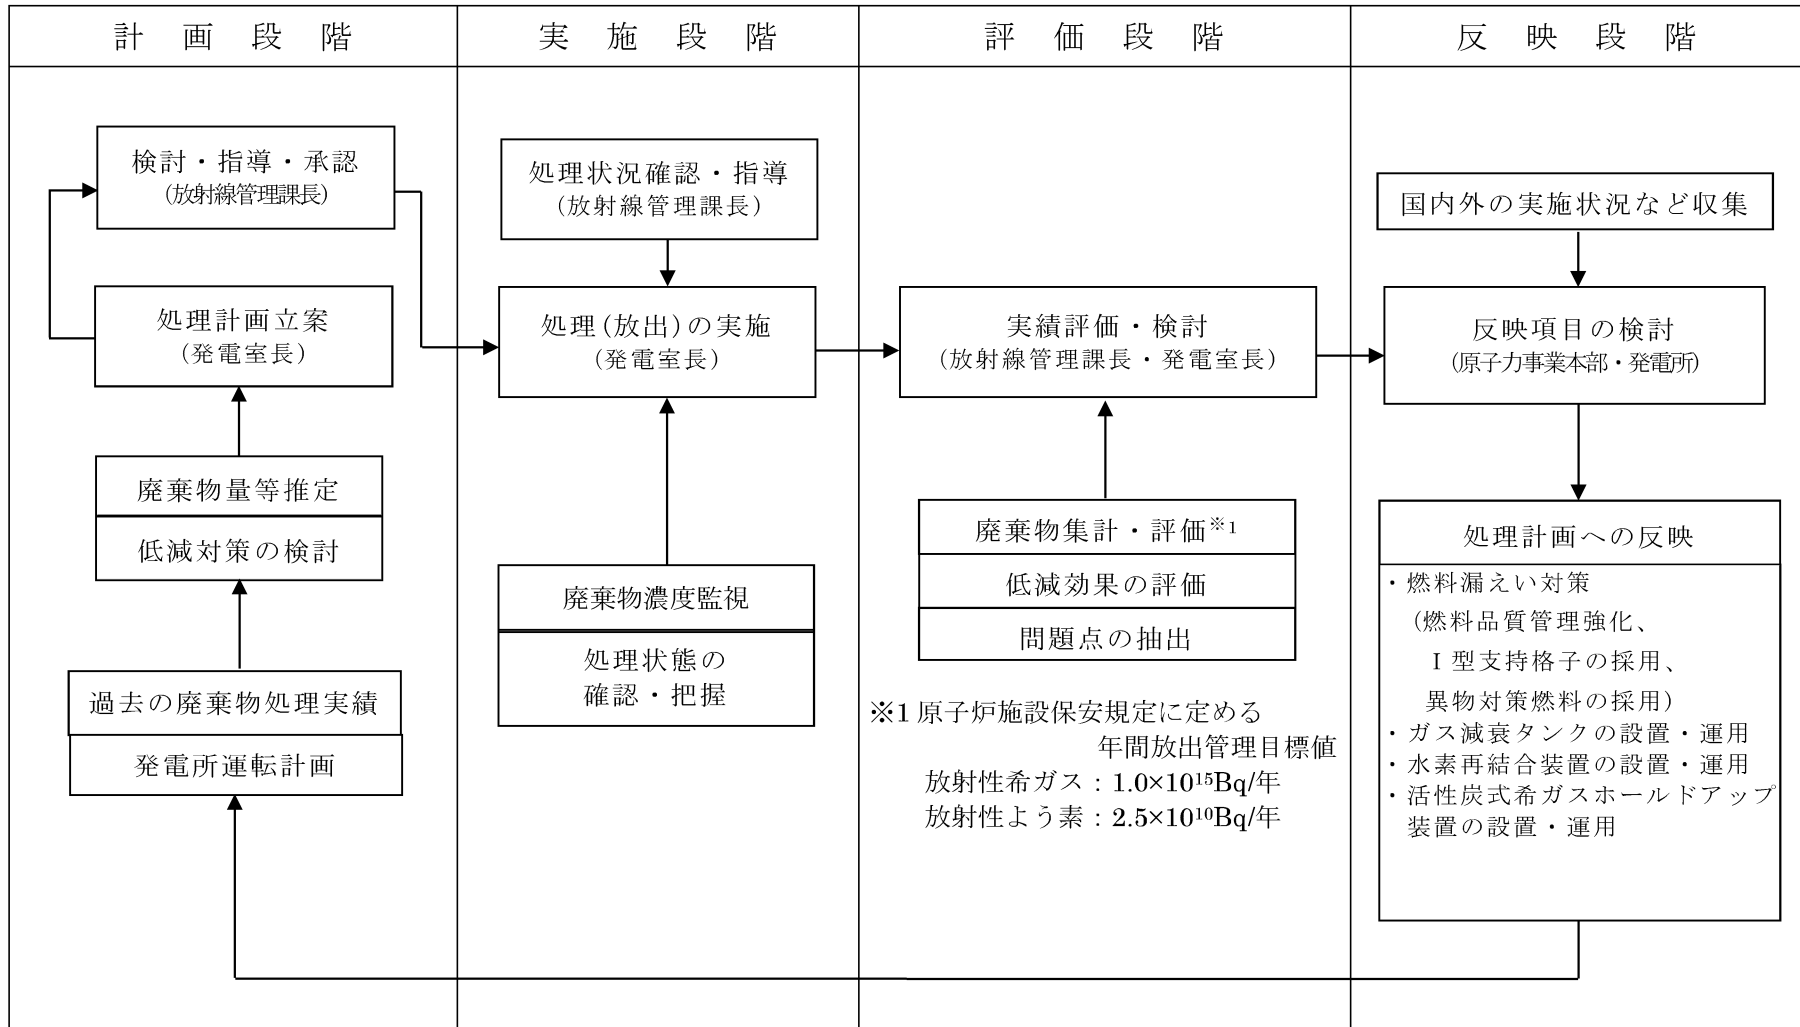 計画段階
実施段階
評価段階
反映段階
検討・指導・承認
(放射線管理課長)
処理計画立案
(発電室長)
廃棄物量等推定
低減対策の検討
過去の廃棄物処理実績
発電所運転計画
処理状況確認・指導
(放射線管理課長)
処理(放出)の実施
(発電室長)
廃棄物濃度監視
処理状態の
確認・把握
実績評価・検討
(放射線管理課長・発電室長)
廃棄物集計・評価※1
低減効果の評価
問題点の抽出
※1 原子炉施設保安規定に定める
年間放出管理目標値
放射性希ガス：1.0×10¹⁵Bq/年
放射性よう素：2.5×10¹⁰Bq/年
国内外の実施状況など収集
反映項目の検討
(原子力事業本部・発電所)
処理計画への反映
・燃料漏えい対策
(燃料品質管理強化、
Ｉ型支持格子の採用、
異物対策燃料の採用)
・ガス減衰タンクの設置・運用
・水素再結合装置の設置・運用
・活性炭式希ガスホールドアップ
装置の設置・運用